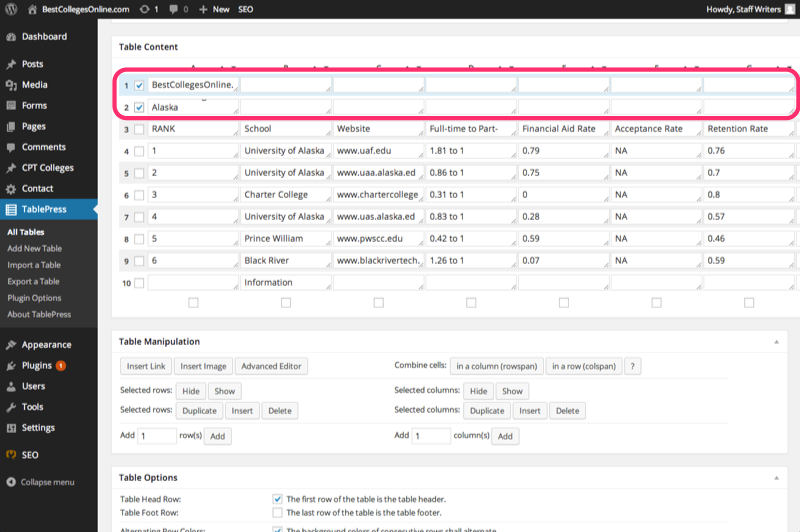 BestCollegesOnline.com 1 0 New SEO Howdy, Staff Writers
Dashboard
Posts
Media
Forms
Pages
Comments
CPT Colleges
Contact
TablePress
All Tables
Add New Table
Import a Table
Export a Table
Plugin Options
About TablePress
Appearance
Plugins 1
Users
Tools
Settings
SEO
Collapse menu
Table Content
1 BestCollegesOnline.
2 Alaska
3 RANK School Website Full-time to Part- Financial Aid Rate Acceptance Rate Retention Rate
4 1 University of Alaska www.uaf.edu 1.81 to 1 0.79 NA 0.76
5 2 University of Alaska www.uaa.alaska.ed 0.86 to 1 0.75 NA 0.7
6 3 Charter College www.chartercollege 0.31 to 1 0 NA 0.8
7 4 University of Alaska www.uas.alaska.ed 0.83 to 1 0.28 NA 0.57
8 5 Prince William www.pwscc.edu 0.42 to 1 0.59 NA 0.46
9 6 Black River www.blackrivertech. 1.26 to 1 0.07 NA 0.59
10 Information
Table Manipulation
Insert Link Insert Image Advanced Editor Combine cells: in a column (rowspan) in a row (colspan) ?
Selected rows: Hide Show Selected columns: Hide Show
Selected rows: Duplicate Insert Delete Selected columns: Duplicate Insert Delete
Add 1 row(s) Add Add 1 column(s) Add
Table Options
Table Head Row: The first row of the table is the table header.
Table Foot Row: The last row of the table is the table footer.
Alternating Row Colors: The background colors of consecutive rows shall alternate.